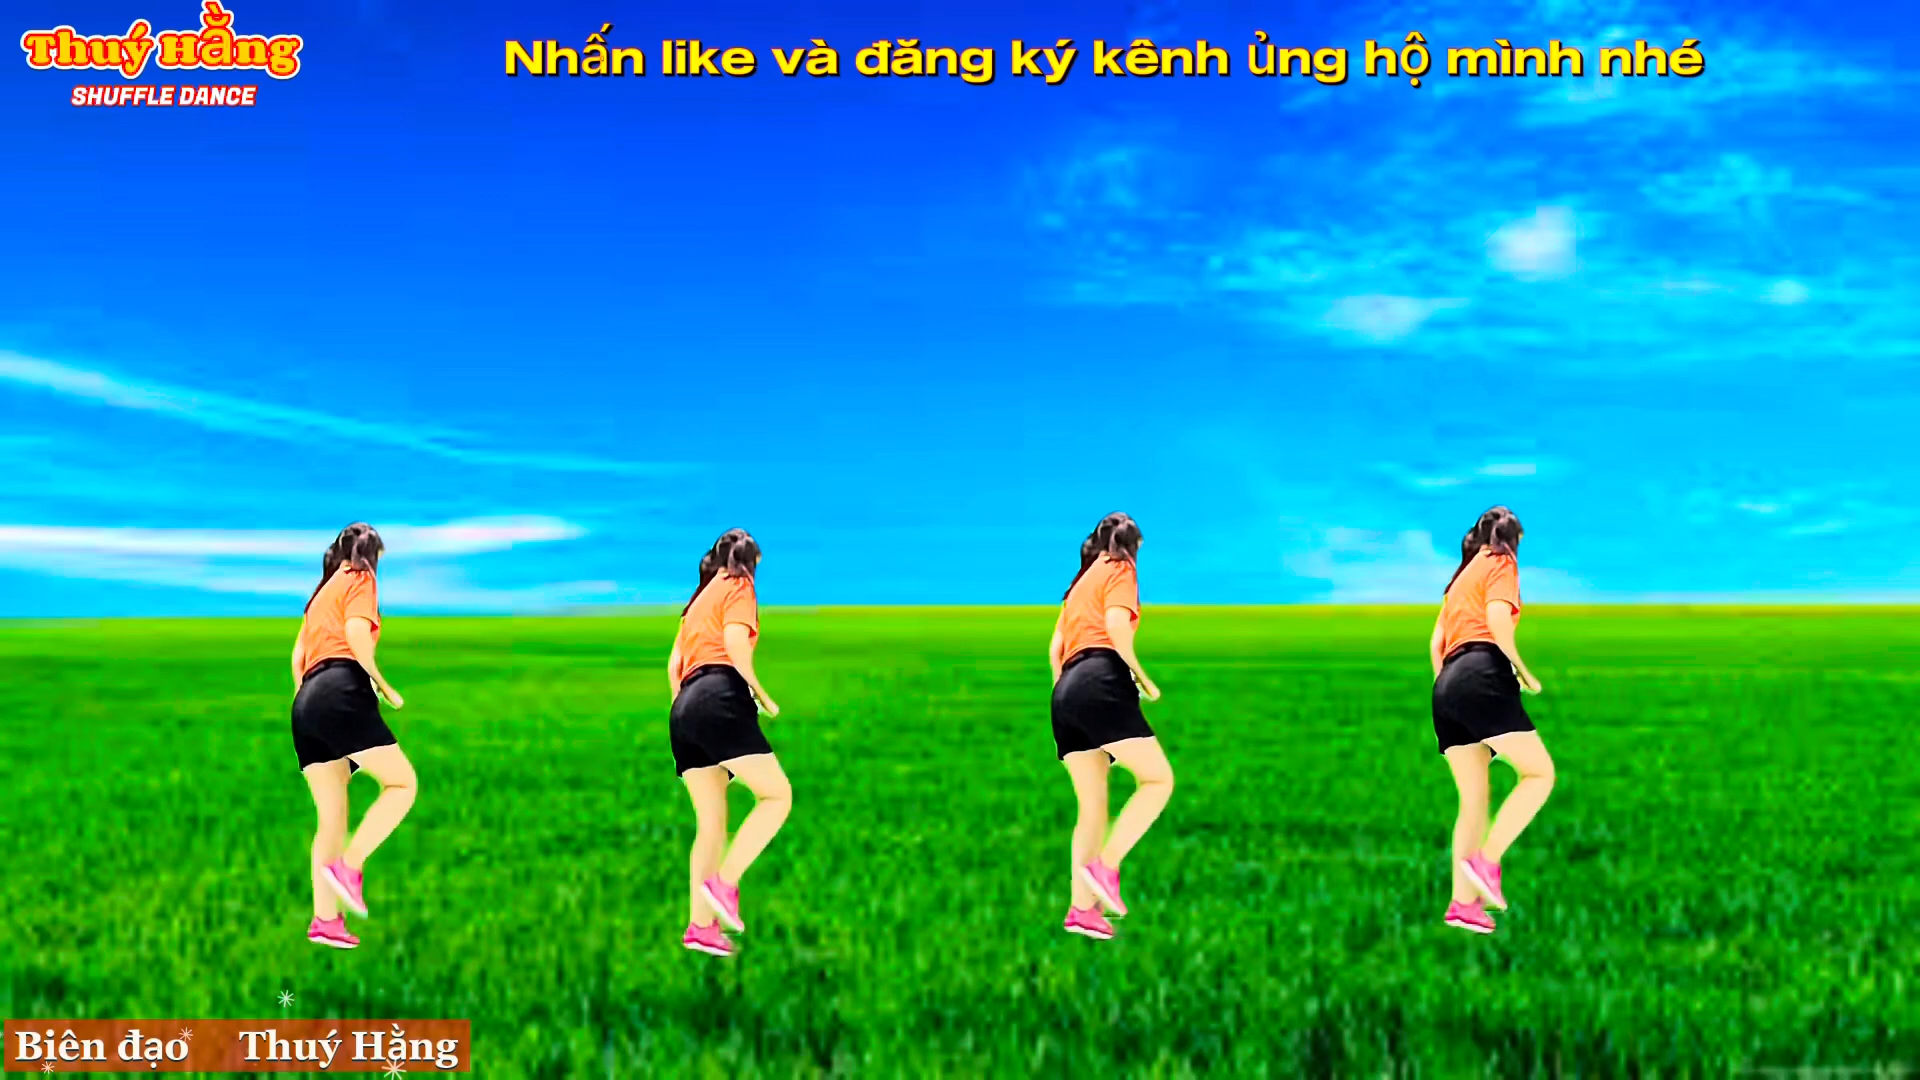 Thuý Hằng
SHUFFLE DANCE
Nhấn like và đăng ký kênh ủng hộ mình nhé
Biên đạo Thuý Hằng